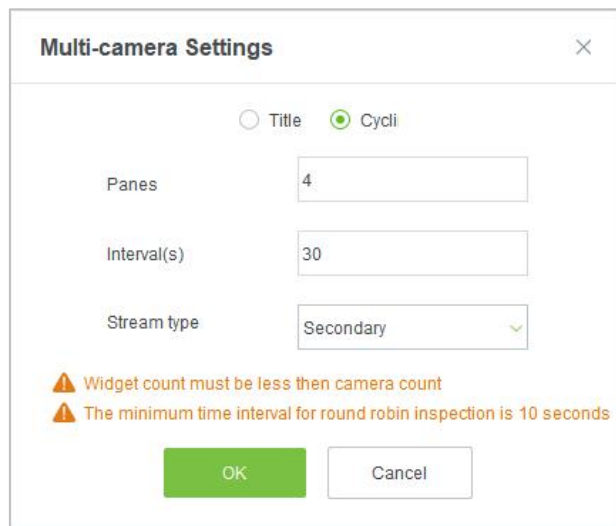 Multi-camera Settings
Title Cycli
Panes 4
Interval(s) 30
Stream type Secondary
Widget count must be less then camera count
The minimum time interval for round robin inspection is 10 seconds
OK Cancel